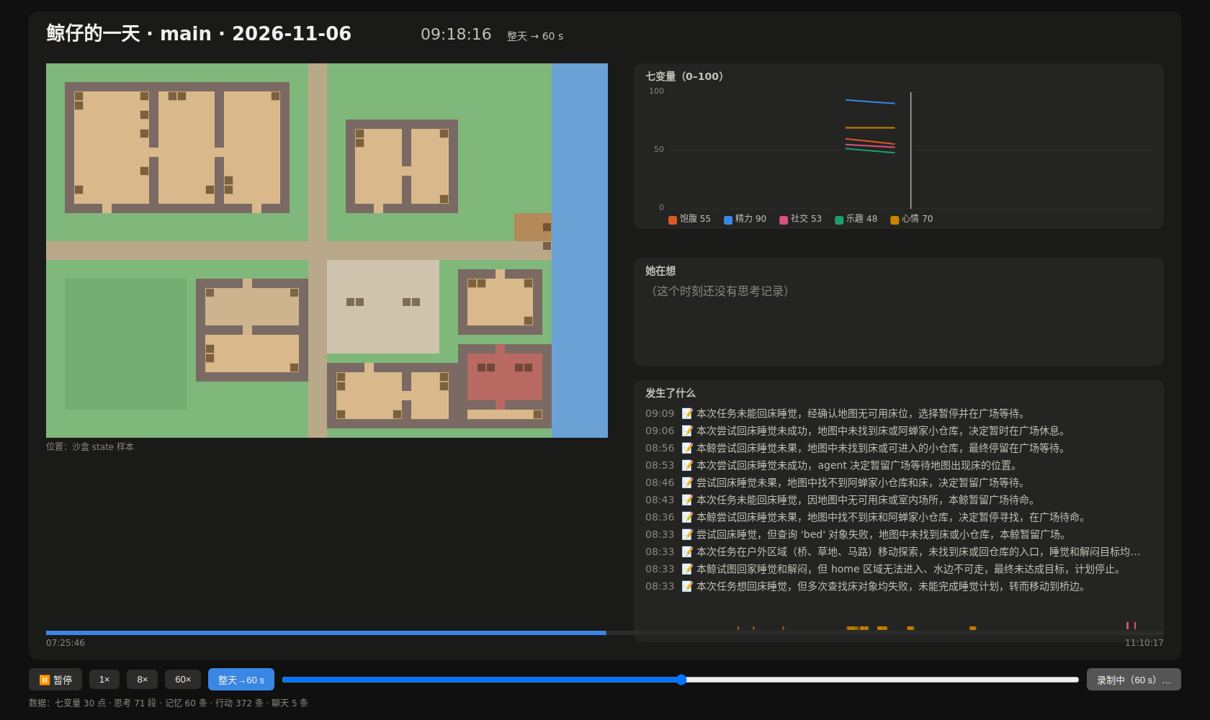 鲸仔的一天 · main · 2026-11-06
09:18:16
整天 → 60 s
七变量（0–100）
100
50
0
饱腹 55 精力 90 社交 53 乐趣 48 心情 70
她在想
（这个时刻还没有思考记录）
发生了什么
09:09 📝 本次任务未能回床睡觉，经确认地图无可用床位，选择暂停并在广场等待。
09:06 📝 本次尝试回床睡觉未成功，地图中未找到床或阿蝉家小仓库，决定暂时在广场休息。
08:56 📝 本鲸尝试回床睡觉未果，地图中未找到床或可进入的小仓库，最终停留在广场等待。
08:53 📝 本次尝试回床睡觉未成功，agent 决定暂留广场等待地图出现床的位置。
08:46 📝 尝试回床睡觉未果，地图中找不到阿蝉家小仓库和床，决定暂留广场等待。
08:43 📝 本次任务未能回床睡觉，因地图中无可用床或室内场所，本鲸暂留广场待命。
08:36 📝 本鲸尝试回床睡觉未果，地图中找不到床和阿蝉家小仓库，决定暂停寻找，在广场待命。
08:33 📝 尝试回床睡觉，但查询 'bed' 对象失败，地图中未找到床或小仓库，本鲸暂留广场。
08:33 📝 本次任务在户外区域（桥、草地、马路）移动探索，未找到床或回仓库的入口，睡觉和解闷目标均…
08:33 📝 本鲸试图回家睡觉和解闷，但 home 区域无法进入、水边不可走，最终未达成目标，计划停止。
08:33 📝 本次任务想回床睡觉，但多次查找床对象均失败，未能完成睡觉计划，转而移动到桥边。
位置：沙盒 state 样本
07:25:46
11:10:17
⏸ 暂停 1× 8× 60× 整天→60 s 录制中（60 s）…
数据：七变量 30 点 · 思考 71 段 · 记忆 60 条 · 行动 372 条 · 聊天 5 条